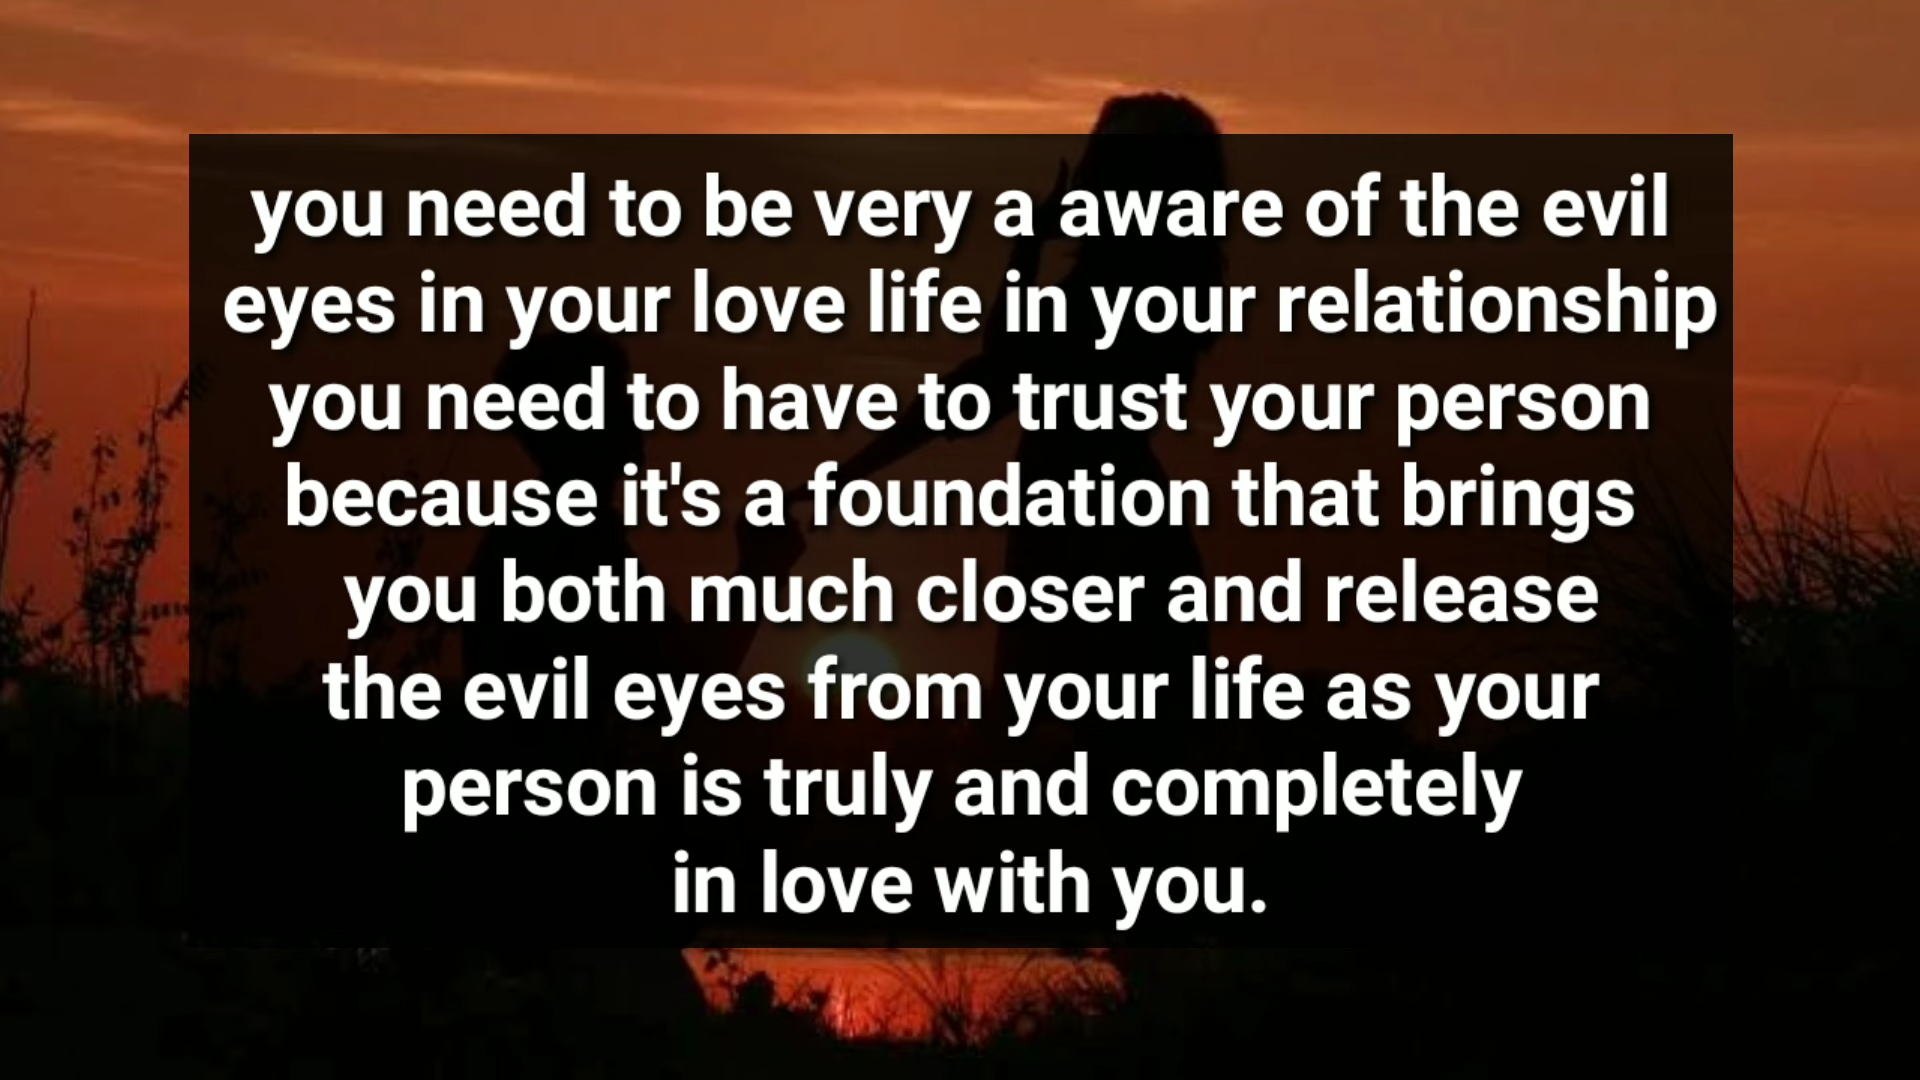 you need to be very a aware of the evil
eyes in your love life in your relationship
you need to have to trust your person
because it's a foundation that brings
you both much closer and release
the evil eyes from your life as your
person is truly and completely
in love with you.